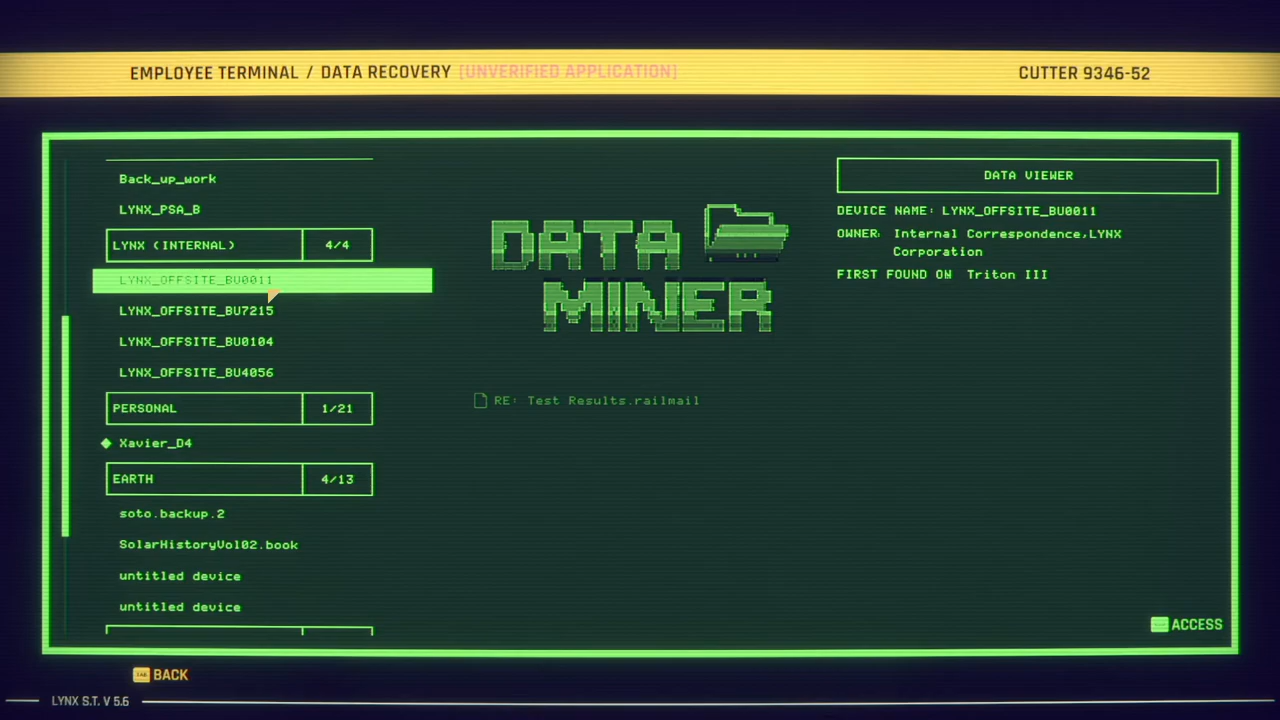 EMPLOYEE TERMINAL / DATA RECOVERY [UNVERIFIED APPLICATION]
CUTTER 9346-52
Back_up_work
LYNX_PSA_B
LYNX (INTERNAL) 4/4
LYNX_OFFSITE_BU0011
LYNX_OFFSITE_BU7215
LYNX_OFFSITE_BU0104
LYNX_OFFSITE_BU4056
PERSONAL 1/21
Xavier_D4
EARTH 4/13
soto.backup.2
SolarHistoryVol02.book
untitled device
untitled device
DATA
MINER
RE: Test Results.railmail
DATA VIEWER
DEVICE NAME: LYNX_OFFSITE_BU0011
OWNER: Internal Correspondence,LYNX
Corporation
FIRST FOUND ON Triton III
ACCESS
BACK
LYNX S.T. V 5.6